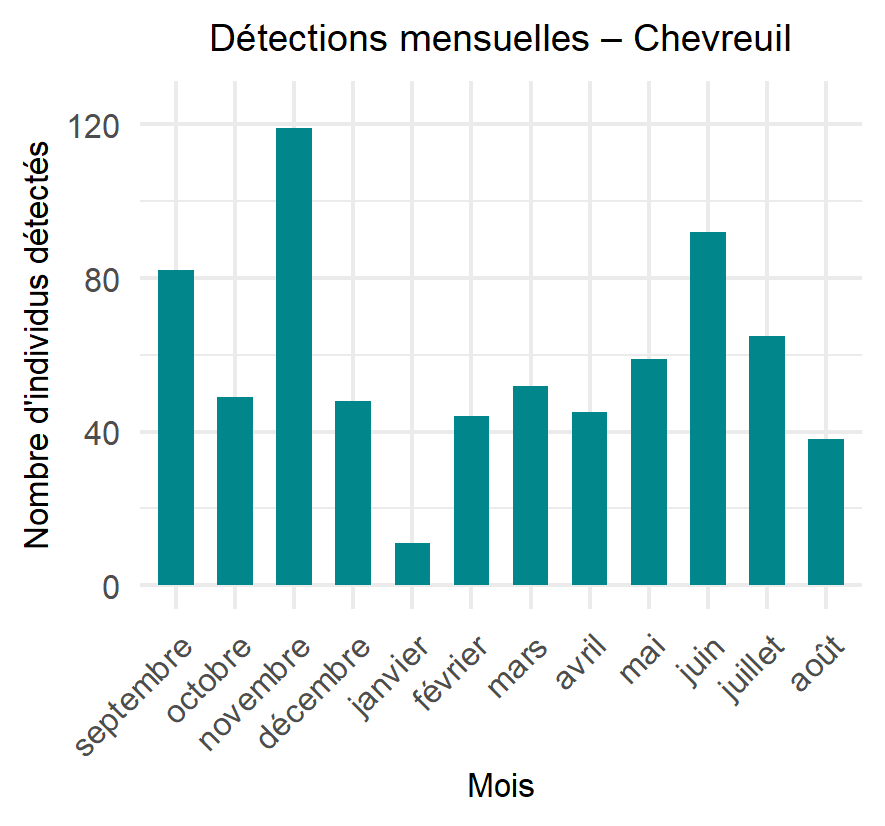 Détections mensuelles – Chevreuil
Nombre d'individus détectés
120
80
40
0
septembre
octobre
novembre
décembre
janvier
février
mars
avril
mai
juin
juillet
août
Mois